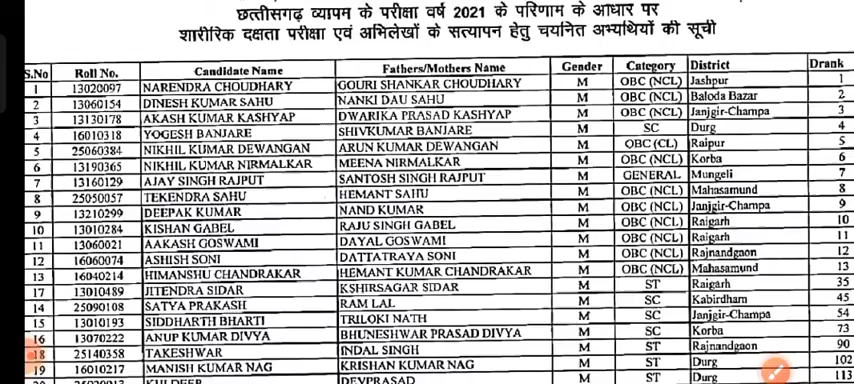 छत्तीसगढ़ व्यापम के परीक्षा वर्ष 2021 के परिणाम के आधार पर
शारीरिक दक्षता परीक्षा एवं अभिलेखों के सत्यापन हेतु चयनित अभ्यथियों की सूची
S.No Roll No. Candidate Name Fathers/Mothers Name Gender Category District Drank
1 13020097 NARENDRA CHOUDHARY GOURI SHANKAR CHOUDHARY M OBC (NCL) Jashpur 1
2 13060154 DINESH KUMAR SAHU NANKI DAU SAHU M OBC (NCL) Baloda Bazar 2
3 13130178 AKASH KUMAR KASHYAP DWARIKA PRASAD KASHYAP M OBC (NCL) Janjgir-Champa 3
4 16010318 YOGESH BANJARE SHIVKUMAR BANJARE M SC Durg 4
5 25060384 NIKHIL KUMAR DEWANGAN ARUN KUMAR DEWANGAN M OBC (CL) Raipur 5
6 13190365 NIKHIL KUMAR NIRMALKAR MEENA NIRMALKAR M OBC (NCL) Korba 6
7 13160129 AJAY SINGH RAJPUT SANTOSH SINGH RAJPUT M GENERAL Mungeli 7
8 25050057 TEKENDRA SAHU HEMANT SAHU M OBC (NCL) Mahasamund 8
9 13210299 DEEPAK KUMAR NAND KUMAR M OBC (NCL) Janjgir-Champa 9
10 13010284 KISHAN GABEL RAJU SINGH GABEL M OBC (NCL) Raigarh 10
11 13060021 AAKASH GOSWAMI DAYAL GOSWAMI M OBC (NCL) Raigarh 11
12 16060074 ASHISH SONI DATTATRAYA SONI M OBC (NCL) Rajnandgaon 12
13 16040214 HIMANSHU CHANDRAKAR HEMANT KUMAR CHANDRAKAR M OBC (NCL) Mahasamund 13
17 13010489 JITENDRA SIDAR KSHIRSAGAR SIDAR M ST Raigarh 35
14 25090108 SATYA PRAKASH RAM LAL M SC Kabirdham 45
15 13010193 SIDDHARTH BHARTI TRILOKI NATH M SC Janjgir-Champa 54
16 13070222 ANUP KUMAR DIVYA BHUNESHWAR PRASAD DIVYA M SC Korba 73
18 25140358 TAKESHWAR INDAL SINGH M ST Rajnandgaon 90
19 16010217 MANISH KUMAR NAG KRISHAN KUMAR NAG M ST Durg 102
KULDEEP DEVPRASAD M ST Durg 113